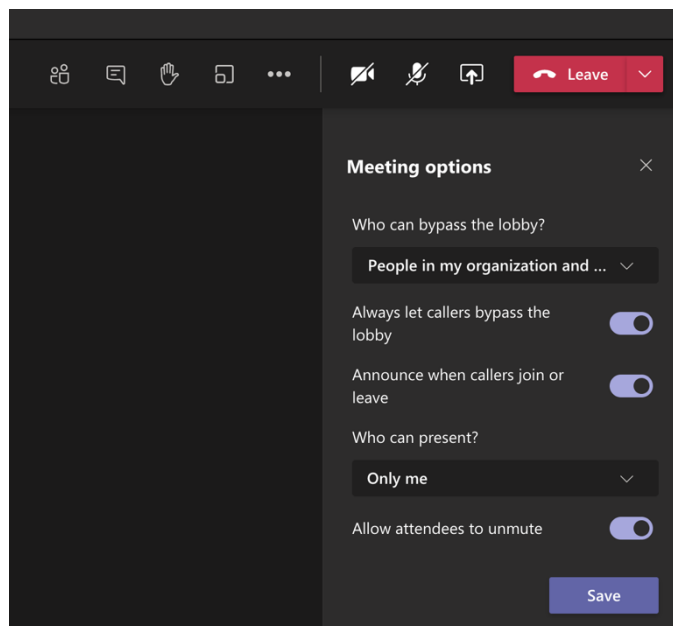 Leave
Meeting options
Who can bypass the lobby?
People in my organization and ...
Always let callers bypass the
lobby
Announce when callers join or
leave
Who can present?
Only me
Allow attendees to unmute
Save